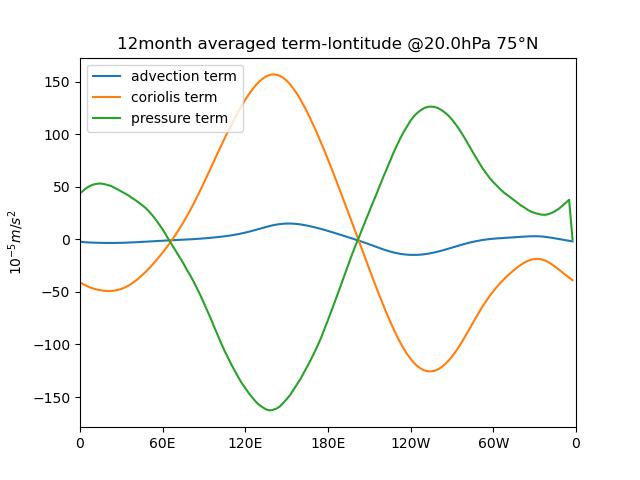 12month averaged term-lontitude @20.0hPa 75°N
advection term
coriolis term
pressure term
150
100
50
0
−50
−100
−150
10⁻⁵m/s²
0 60E 120E 180E 120W 60W 0